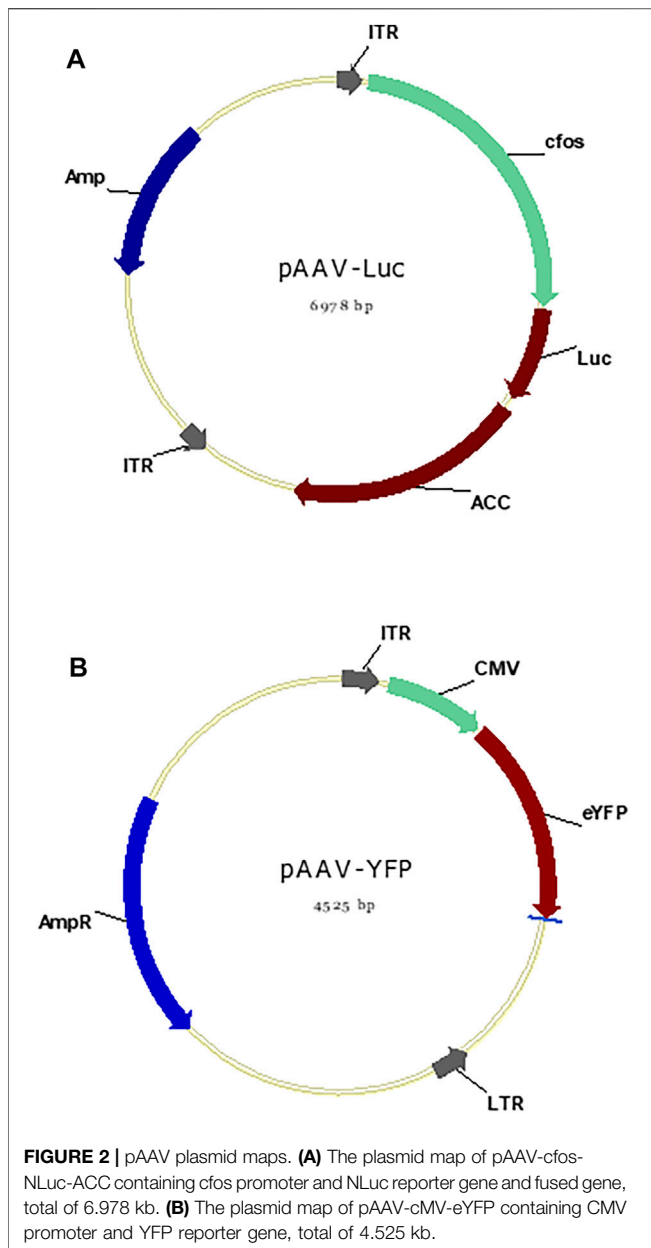 A
ITR
cfos
Amp
pAAV-Luc
6978 bp
Luc
ITR
ACC
B
ITR
CMV
eYFP
pAAV-YFP
4525 bp
AmpR
LTR
FIGURE 2 | pAAV plasmid maps. (A) The plasmid map of pAAV-cfos-
NLuc-ACC containing cfos promoter and NLuc reporter gene and fused gene,
total of 6.978 kb. (B) The plasmid map of pAAV-cMV-eYFP containing CMV
promoter and YFP reporter gene, total of 4.525 kb.